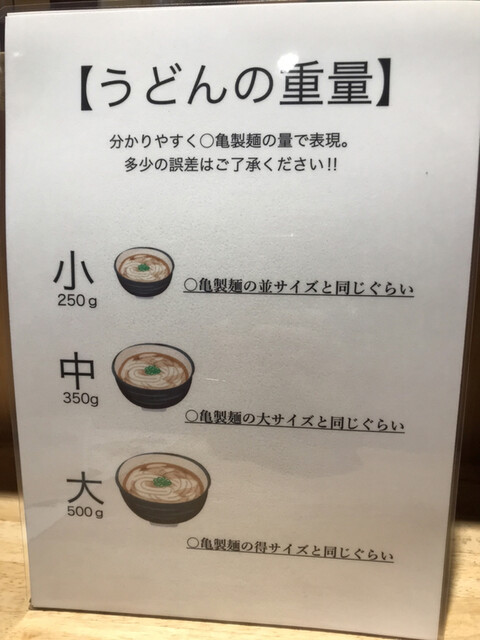 【うどんの重量】
分かりやすく〇亀製麺の量で表現。
多少の誤差はご了承ください!!
小
250g
〇亀製麺の並サイズと同じぐらい
中
350g
〇亀製麺の大サイズと同じぐらい
大
500g
〇亀製麺の得サイズと同じぐらい